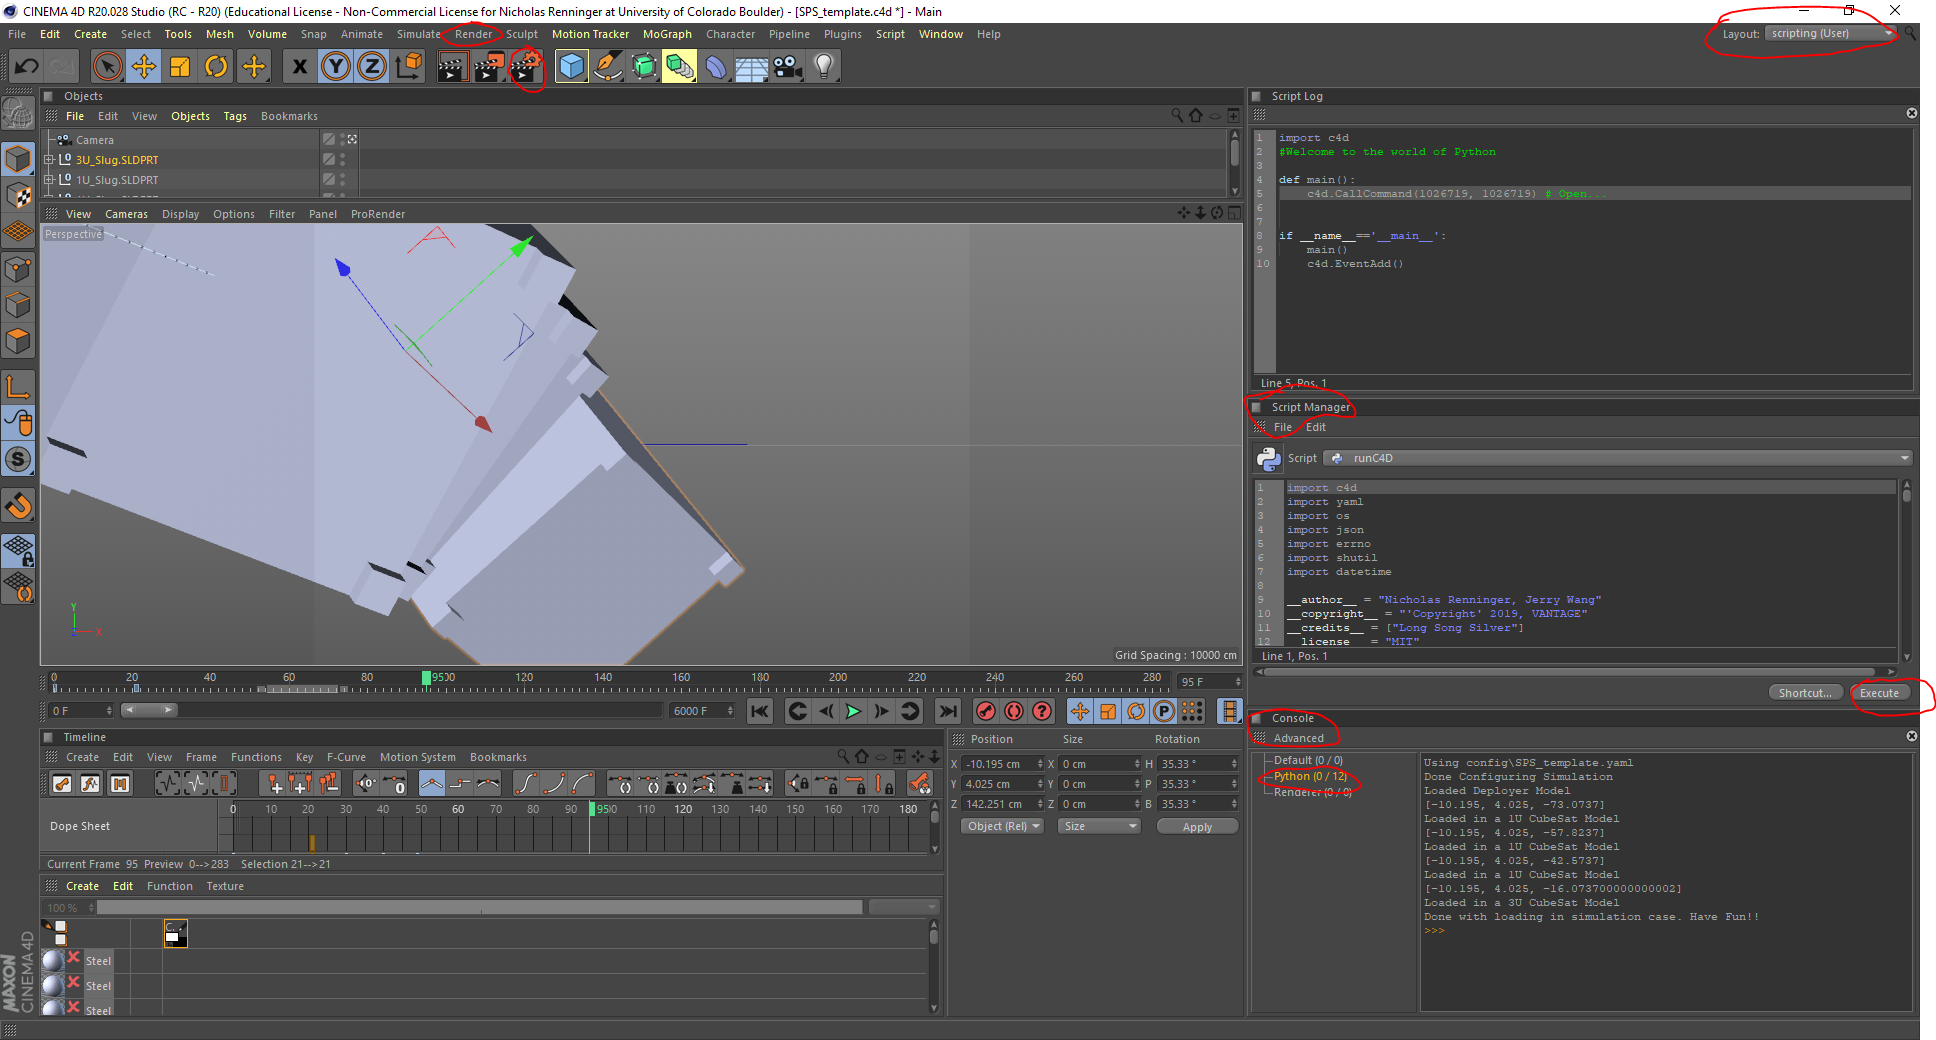 CINEMA 4D R20.028 Studio (RC - R20) (Educational License - Non-Commercial License for Nicholas Renninger at University of Colorado Boulder) - [SPS_template.c4d *] - Main
File Edit Create Select Tools Mesh Volume Snap Animate Simulate Render Sculpt Motion Tracker MoGraph Character Pipeline Plugins Script Window Help
Layout: scripting (User)
Objects
File Edit View Objects Tags Bookmarks
Camera
3U_Slug.SLDPRT
1U_Slug.SLDPRT
View Cameras Display Options Filter Panel ProRender
Perspective
Y
X
Grid Spacing : 10000 cm
0 20 40 60 80 9500 120 140 160 180 200 220 240 260 280
95 F
0 F
6000 F
Timeline
Create Edit View Frame Functions Key F-Curve Motion System Bookmarks
0 10 20 30 40 50 60 70 80 9500 110 120 130 140 150 160 170 180
Dope Sheet
Current Frame 95 Preview 0-->283 Selection 21-->21
Create Edit Function Texture
100 %
C.
Steel
Steel
Steel
MAXON
CINEMA 4D
Position Size Rotation
X -10.195 cm X 0 cm H 35.33 °
Y 4.025 cm Y 0 cm P 35.33 °
Z 142.251 cm Z 0 cm B 35.33 °
Object (Rel) Size Apply
Script Log
1 import c4d
2 #Welcome to the world of Python
3
4 def main():
5 c4d.CallCommand(1026719, 1026719) # Open...
6
7
8 if __name__=='__main__':
9 main()
10 c4d.EventAdd()
Line 5, Pos. 1
Script Manager
File Edit
Script runC4D
1 import c4d
2 import yaml
3 import os
4 import json
5 import errno
6 import shutil
7 import datetime
8
9 __author__ = "Nicholas Renninger, Jerry Wang"
10 __copyright__ = "'Copyright' 2019, VANTAGE"
11 __credits__ = ["Long Song Silver"]
12 __license__ = "MIT"
Line 1, Pos. 1
Shortcut... Execute
Console
Advanced
Default (0 / 0)
Python (0 / 12)
Renderer (0 / 0)
Using config\SPS_template.yaml
Done Configuring Simulation
Loaded Deployer Model
[-10.195, 4.025, -73.0737]
Loaded in a 1U CubeSat Model
[-10.195, 4.025, -57.8237]
Loaded in a 1U CubeSat Model
[-10.195, 4.025, -42.5737]
Loaded in a 1U CubeSat Model
[-10.195, 4.025, -16.073700000000002]
Loaded in a 3U CubeSat Model
Done with loading in simulation case. Have Fun!!
>>>